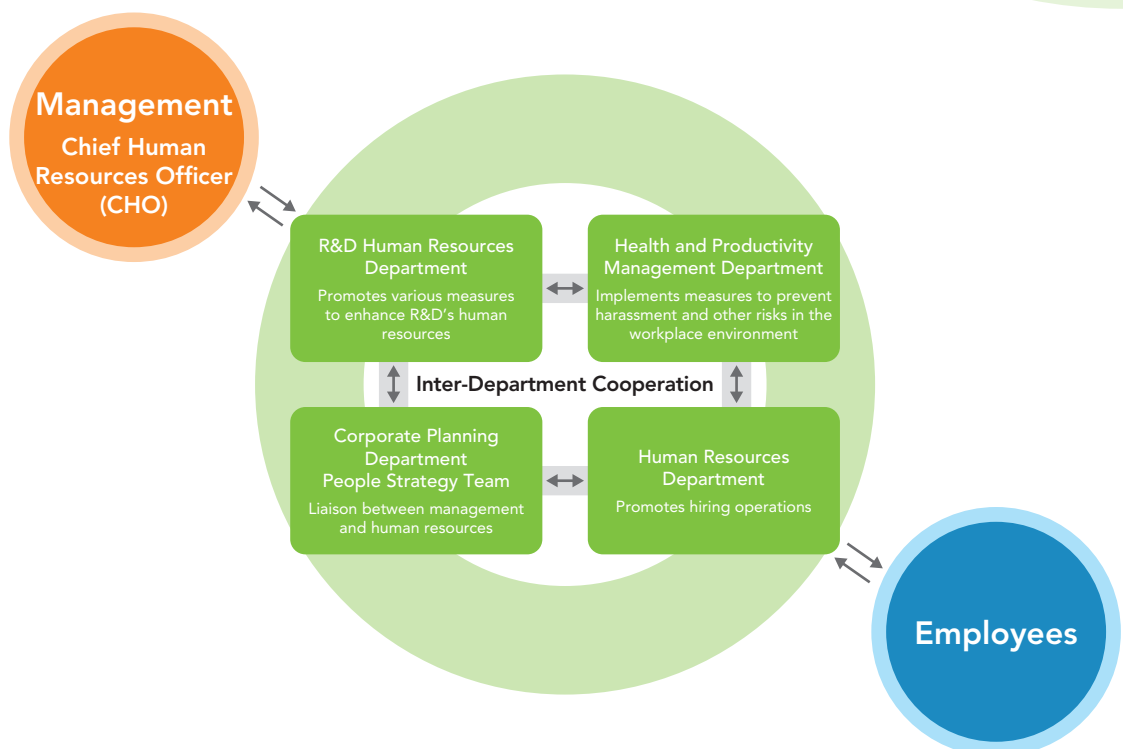 Management
Chief Human
Resources Officer
(CHO)
R&D Human Resources
Department
Promotes various measures
to enhance R&D's human
resources
Health and Productivity
Management Department
Implements measures to prevent
harassment and other risks in the
workplace environment
Inter-Department Cooperation
Corporate Planning
Department
People Strategy Team
Liaison between management
and human resources
Human Resources
Department
Promotes hiring operations
Employees